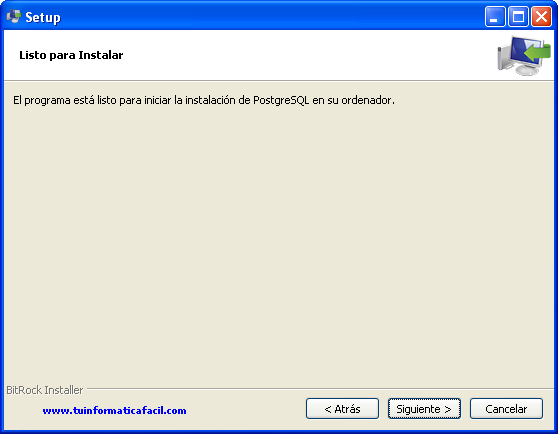 Setup
Listo para Instalar
El programa está listo para iniciar la instalación de PostgreSQL en su ordenador.
BitRock Installer
www.tuinformaticafacil.com
< Atrás
Siguiente >
Cancelar